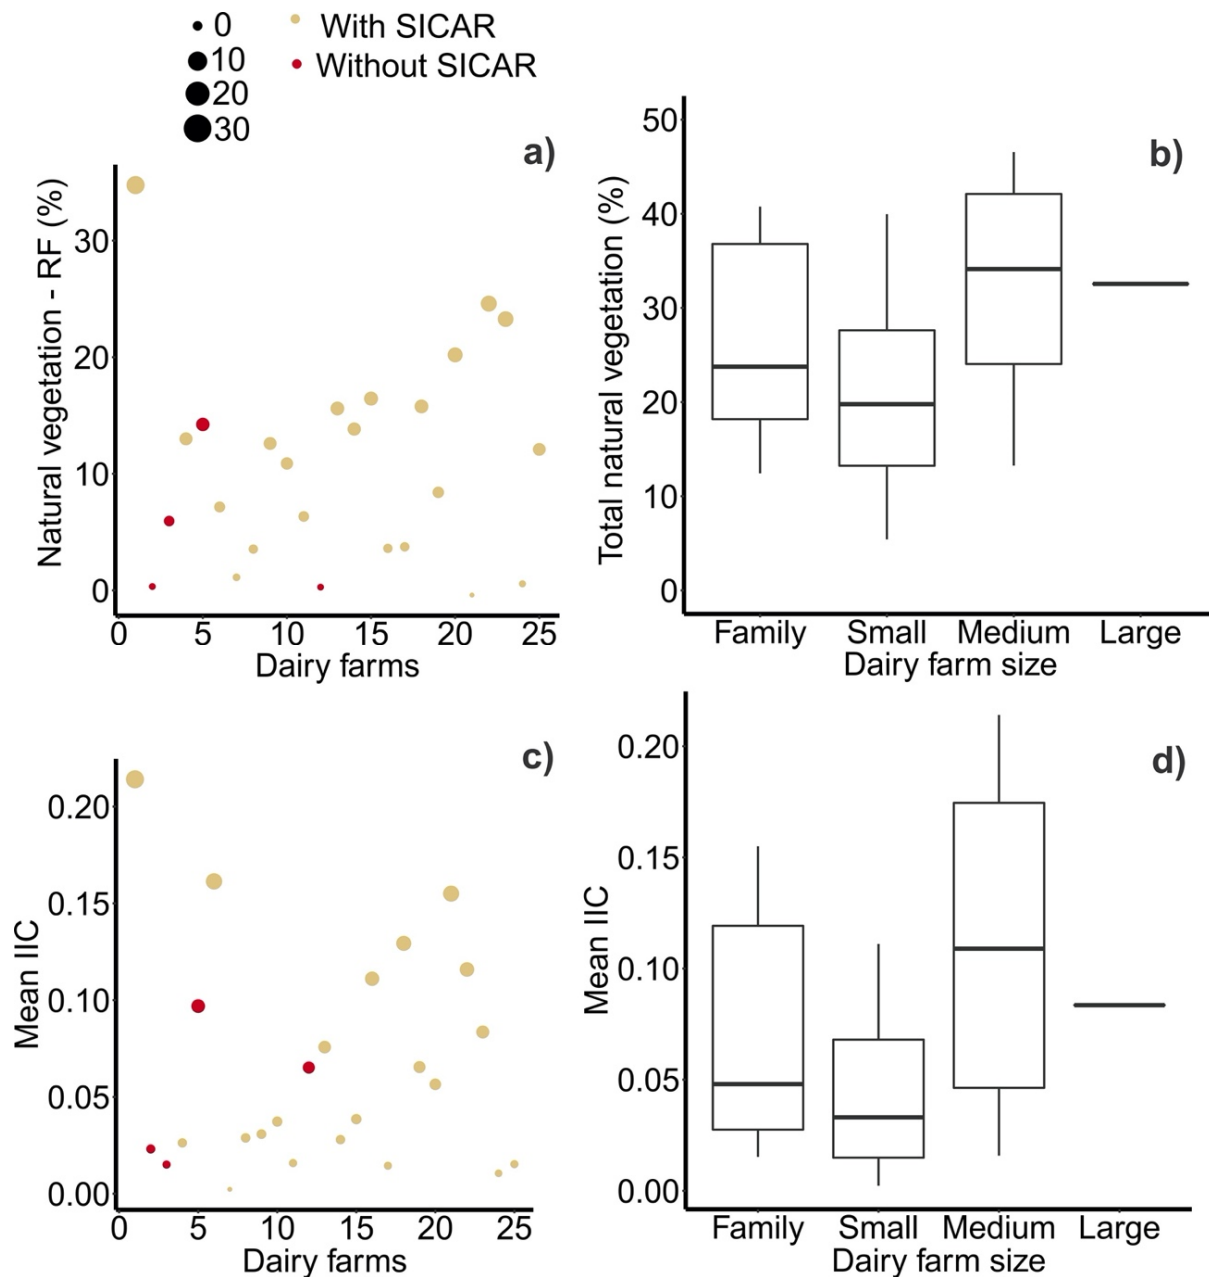 0
10
20
30
With SICAR
Without SICAR
a)
Natural vegetation - RF (%)
30
20
10
0
0 5 10 15 20 25
Dairy farms
b)
Total natural vegetation (%)
50
40
30
20
10
0
Family Small Medium Large
Dairy farm size
c)
Mean IIC
0.20
0.15
0.10
0.05
0.00
0 5 10 15 20 25
Dairy farms
d)
Mean IIC
0.20
0.15
0.10
0.05
0.00
Family Small Medium Large
Dairy farm size